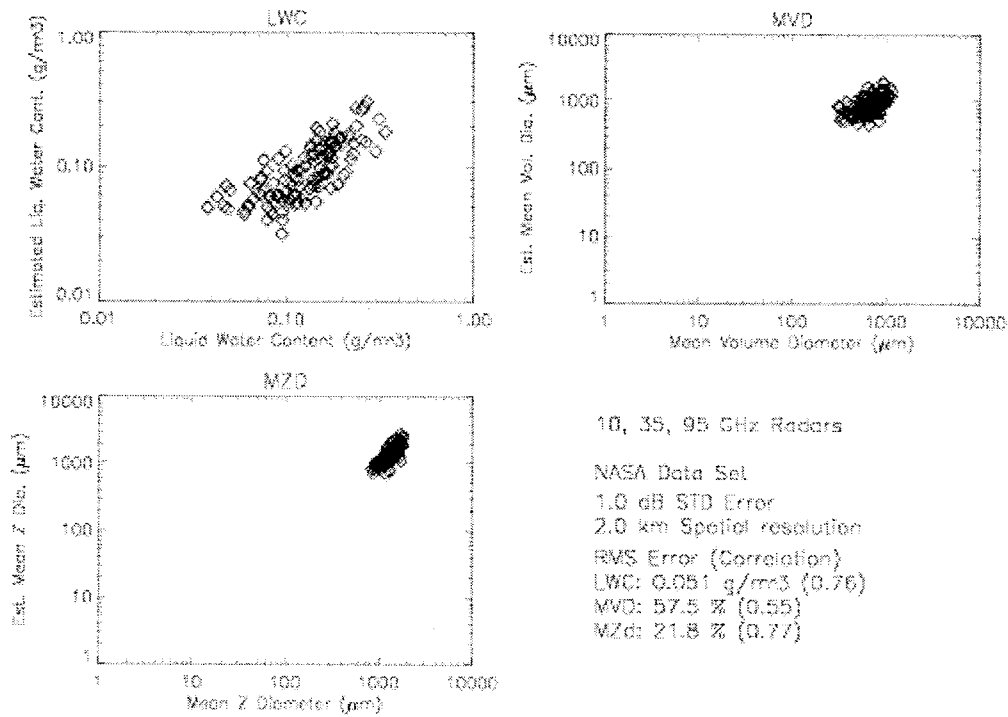 LWC
1.00
0.10
0.01
Estimated Liq. Water Cont. (g/m3)
0.01 0.10 1.00
Liquid Water Content (g/m3)
MVD
10000
1000
100
10
1
Est. Mean Vol. Dia. (μm)
1 10 100 1000 10000
Mean Volume Diameter (μm)
MZD
10000
1000
100
10
1
Est. Mean Z Dia. (μm)
1 10 100 1000 10000
Mean Z Diameter (μm)
10, 35, 95 GHz Radars
NASA Data Set
1.0 dB STD Error
2.0 km Spatial resolution
RMS Error (Correlation)
LWC: 0.051 g/m3 (0.76)
MVD: 57.5 % (0.55)
MZd: 21.8 % (0.77)